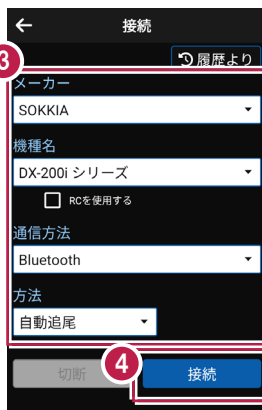 接続
履歴より
3
メーカー
SOKKIA
機種名
DX-200i シリーズ
RCを使用する
通信方法
Bluetooth
方法
自動追尾
切断
4
接続